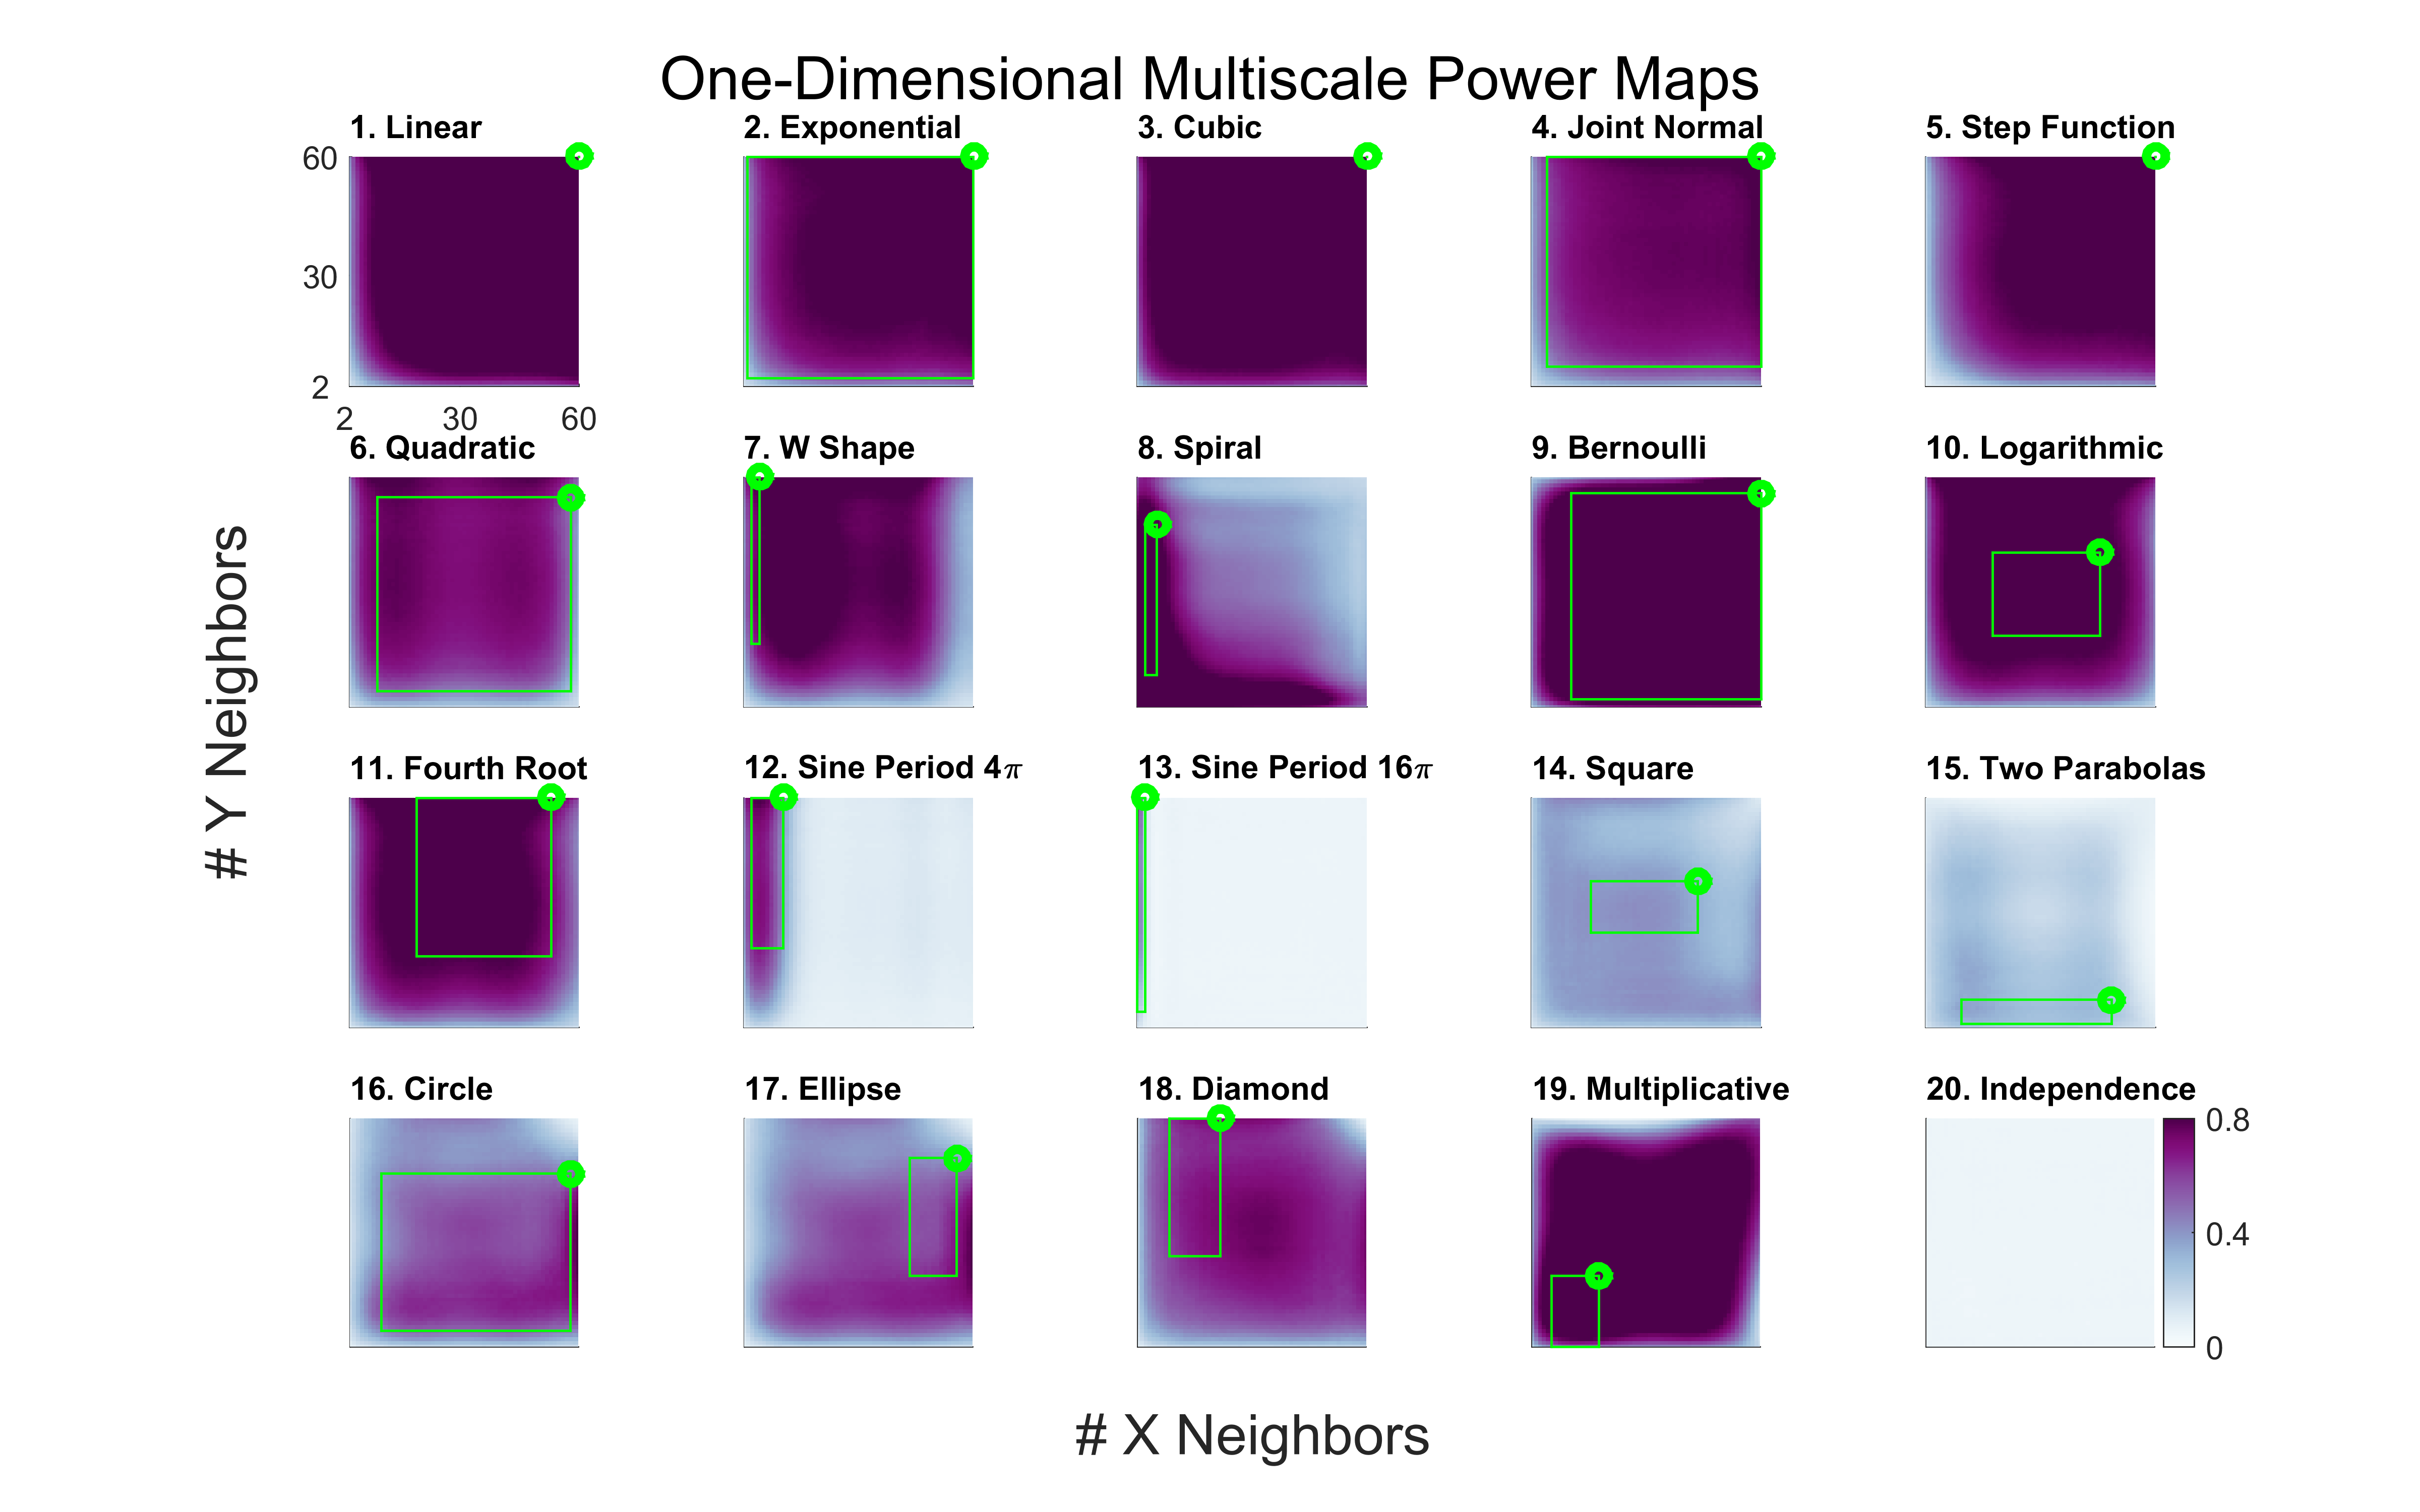 One-Dimensional Multiscale Power Maps
1. Linear
2. Exponential
3. Cubic
4. Joint Normal
5. Step Function
60
30
2
2 30 60
6. Quadratic
7. W Shape
8. Spiral
9. Bernoulli
10. Logarithmic
# Y Neighbors
11. Fourth Root
12. Sine Period 4π
13. Sine Period 16π
14. Square
15. Two Parabolas
16. Circle
17. Ellipse
18. Diamond
19. Multiplicative
20. Independence
0.8
0.4
0
# X Neighbors